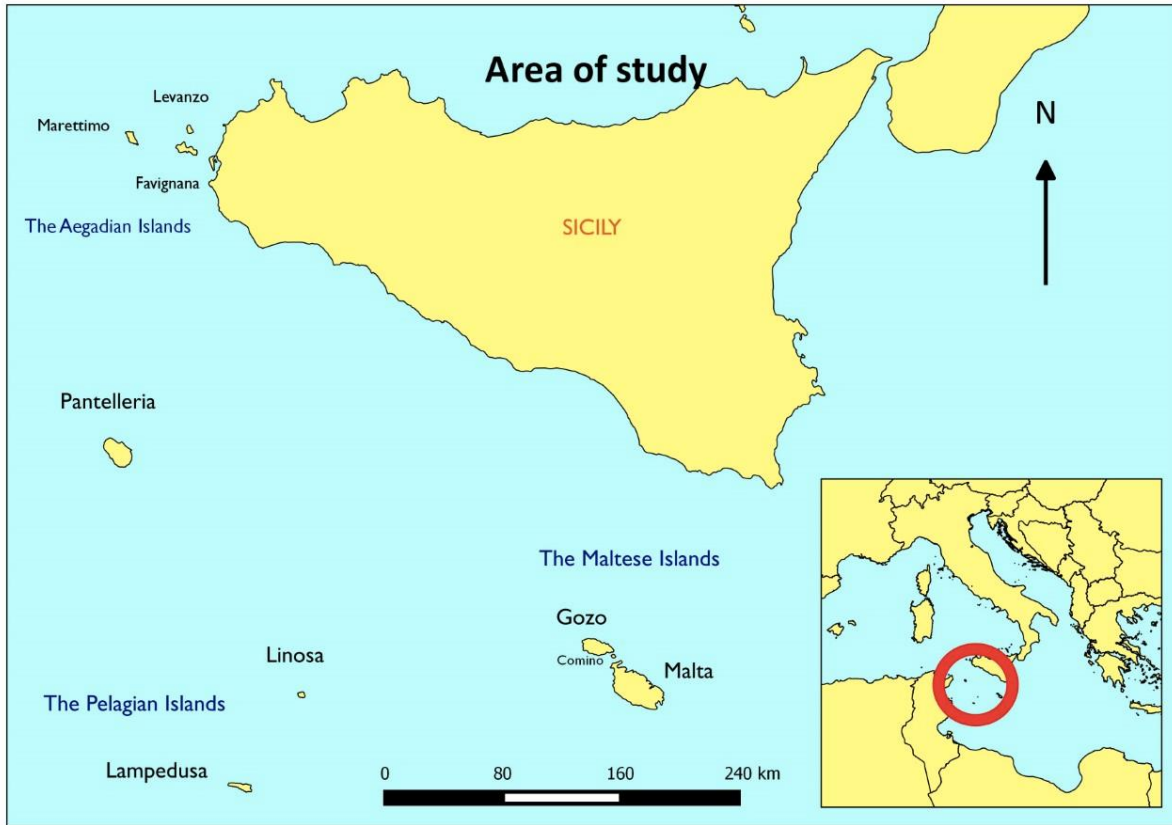 Area of study
Levanzo
Marettimo
N
Favignana
The Aegadian Islands
SICILY
Pantelleria
The Maltese Islands
Gozo
Comino
Linosa
Malta
The Pelagian Islands
Lampedusa
0 80 160 240 km